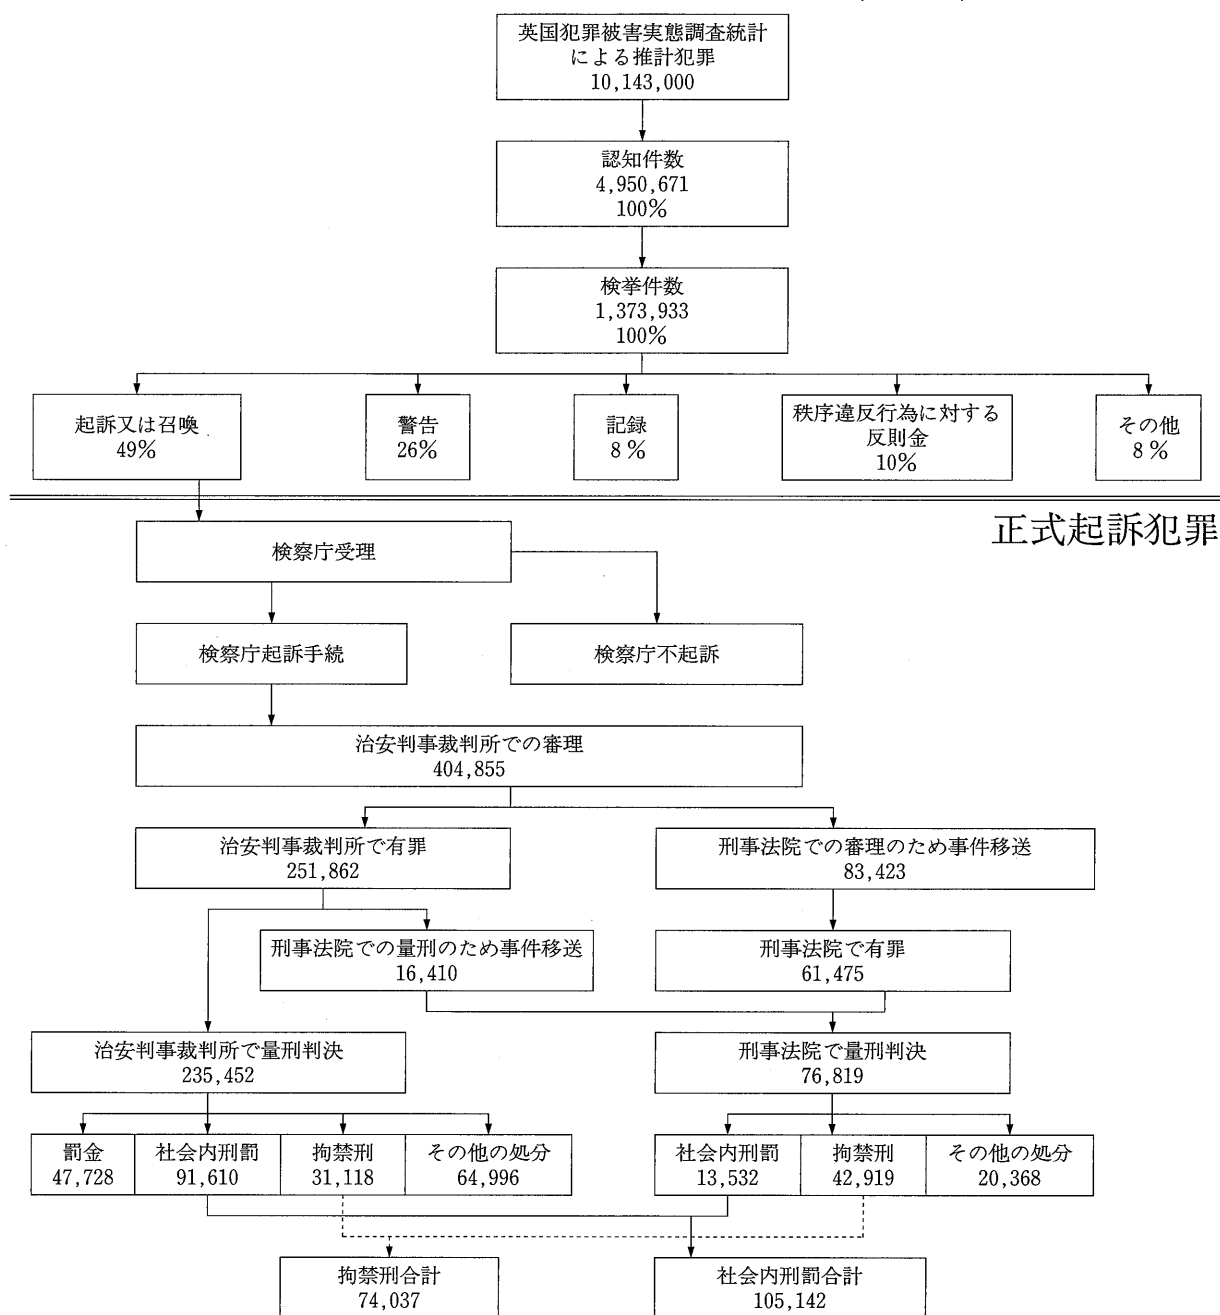 英国犯罪被害実態調査統計
による推計犯罪
10,143,000
認知件数
4,950,671
100%
検挙件数
1,373,933
100%
起訴又は召喚
49%
警告
26%
記録
8%
秩序違反行為に対する
反則金
10%
その他
8%
正式起訴犯罪
検察庁受理
検察庁起訴手続
検察庁不起訴
治安判事裁判所での審理
404,855
治安判事裁判所で有罪
251,862
刑事法院での審理のため事件移送
83,423
刑事法院での量刑のため事件移送
16,410
刑事法院で有罪
61,475
治安判事裁判所で量刑判決
235,452
刑事法院で量刑判決
76,819
罰金
47,728
社会内刑罰
91,610
拘禁刑
31,118
その他の処分
64,996
社会内刑罰
13,532
拘禁刑
42,919
その他の処分
20,368
拘禁刑合計
74,037
社会内刑罰合計
105,142